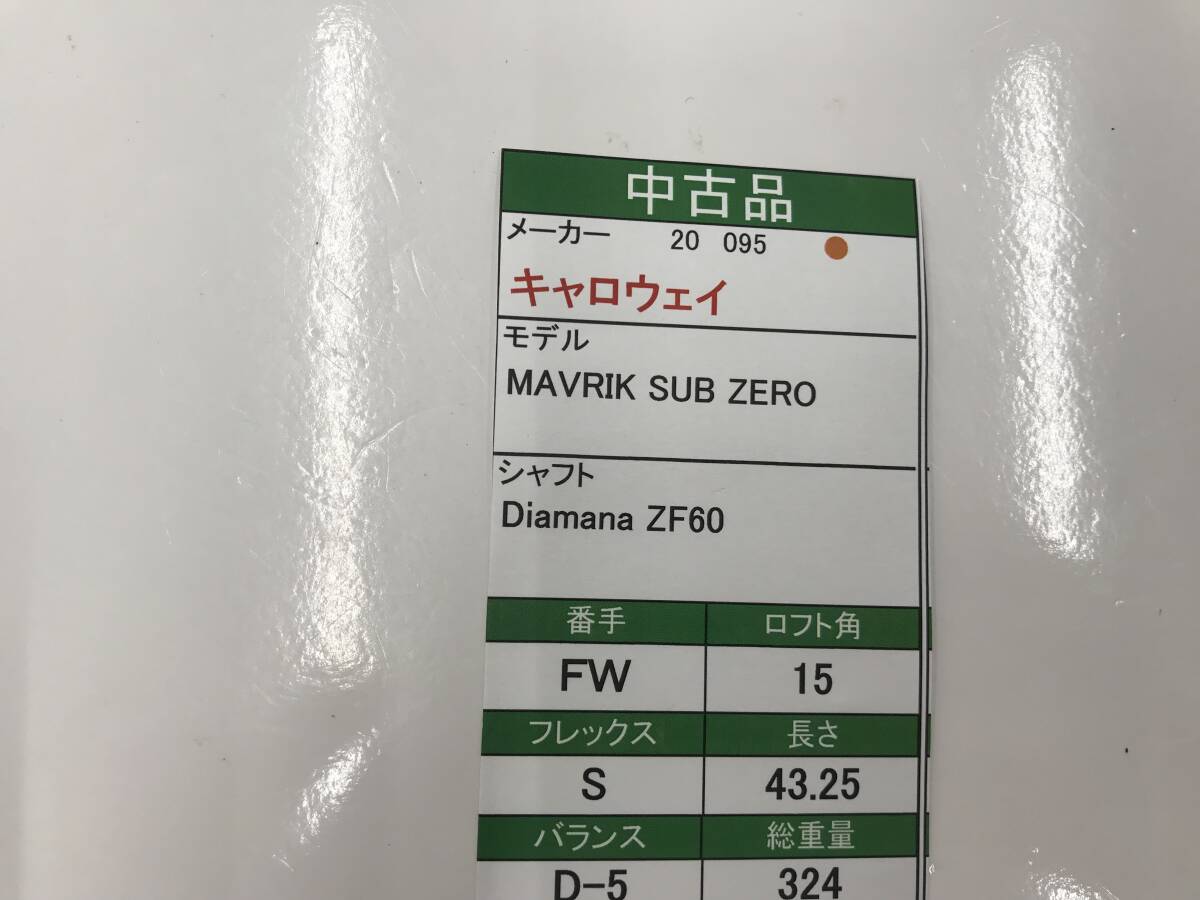 中古品
メーカー 20 095
キャロウェイ
モデル
MAVRIK SUB ZERO
シャフト
Diamana ZF60
番手 ロフト角
FW 15
フレックス 長さ
S 43.25
バランス 総重量
D-5 324